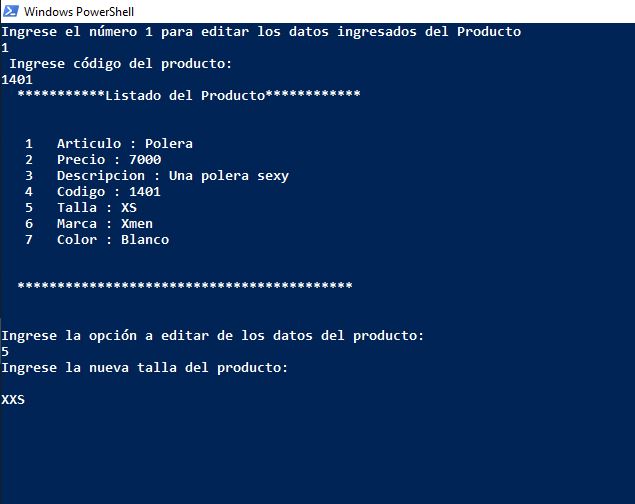 Windows PowerShell
Ingrese el número 1 para editar los datos ingresados del Producto
1
Ingrese código del producto:
1401
***********Listado del Producto************
1 Articulo : Polera
2 Precio : 7000
3 Descripcion : Una polera sexy
4 Codigo : 1401
5 Talla : XS
6 Marca : Xmen
7 Color : Blanco
******************************************
Ingrese la opción a editar de los datos del producto:
5
Ingrese la nueva talla del producto:
XXS